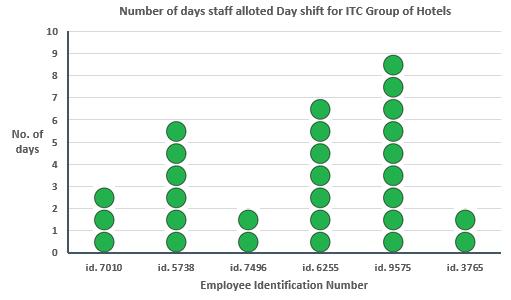 Number of days staff alloted Day shift for ITC Group of Hotels
10
9
8
7
6
5
4
3
2
1
0
No. of
days
id. 7010 id. 5738 id. 7496 id. 6255 id. 9575 id. 3765
Employee Identification Number